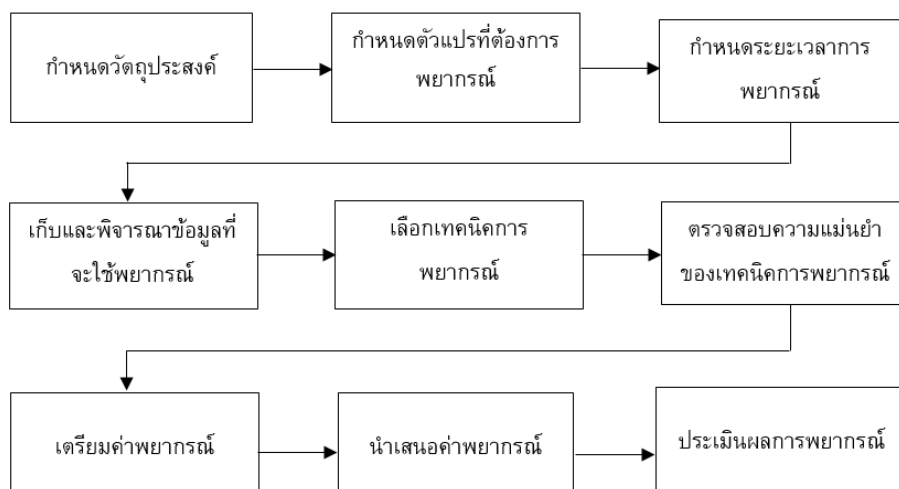 กำหนดวัตถุประสงค์
กำหนดตัวแปรที่ต้องการ
พยากรณ์
กำหนดระยะเวลาการ
พยากรณ์
เก็บและพิจารณาข้อมูลที่
จะใช้พยากรณ์
เลือกเทคนิคการ
พยากรณ์
ตรวจสอบความแม่นยำ
ของเทคนิคการพยากรณ์
เตรียมค่าพยากรณ์
นำเสนอค่าพยากรณ์
ประเมินผลการพยากรณ์